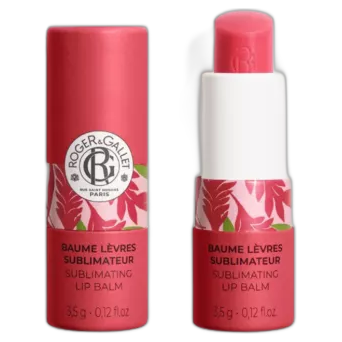 ROGER & GALLET
RG
RUE SAINT HONORÉ
PARIS
BAUME LÈVRES
SUBLIMATEUR
SUBLIMATING
LIP BALM
3,5 g - 0,12 fl.oz
BAUME LÈVRES
SUBLIMATEUR
SUBLIMATING
LIP BALM
3,5 g - 0,12 fl.oz